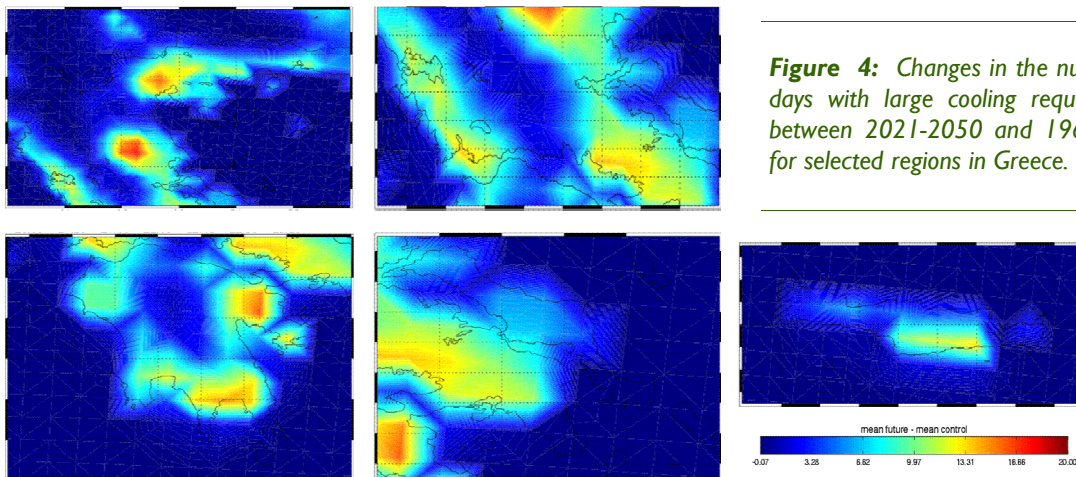 Figure 4: Changes in the nu
days with large cooling requ
between 2021-2050 and 196
for selected regions in Greece.
mean future - mean control
-0.07 3.28 6.62 9.97 13.31 16.66 20.00